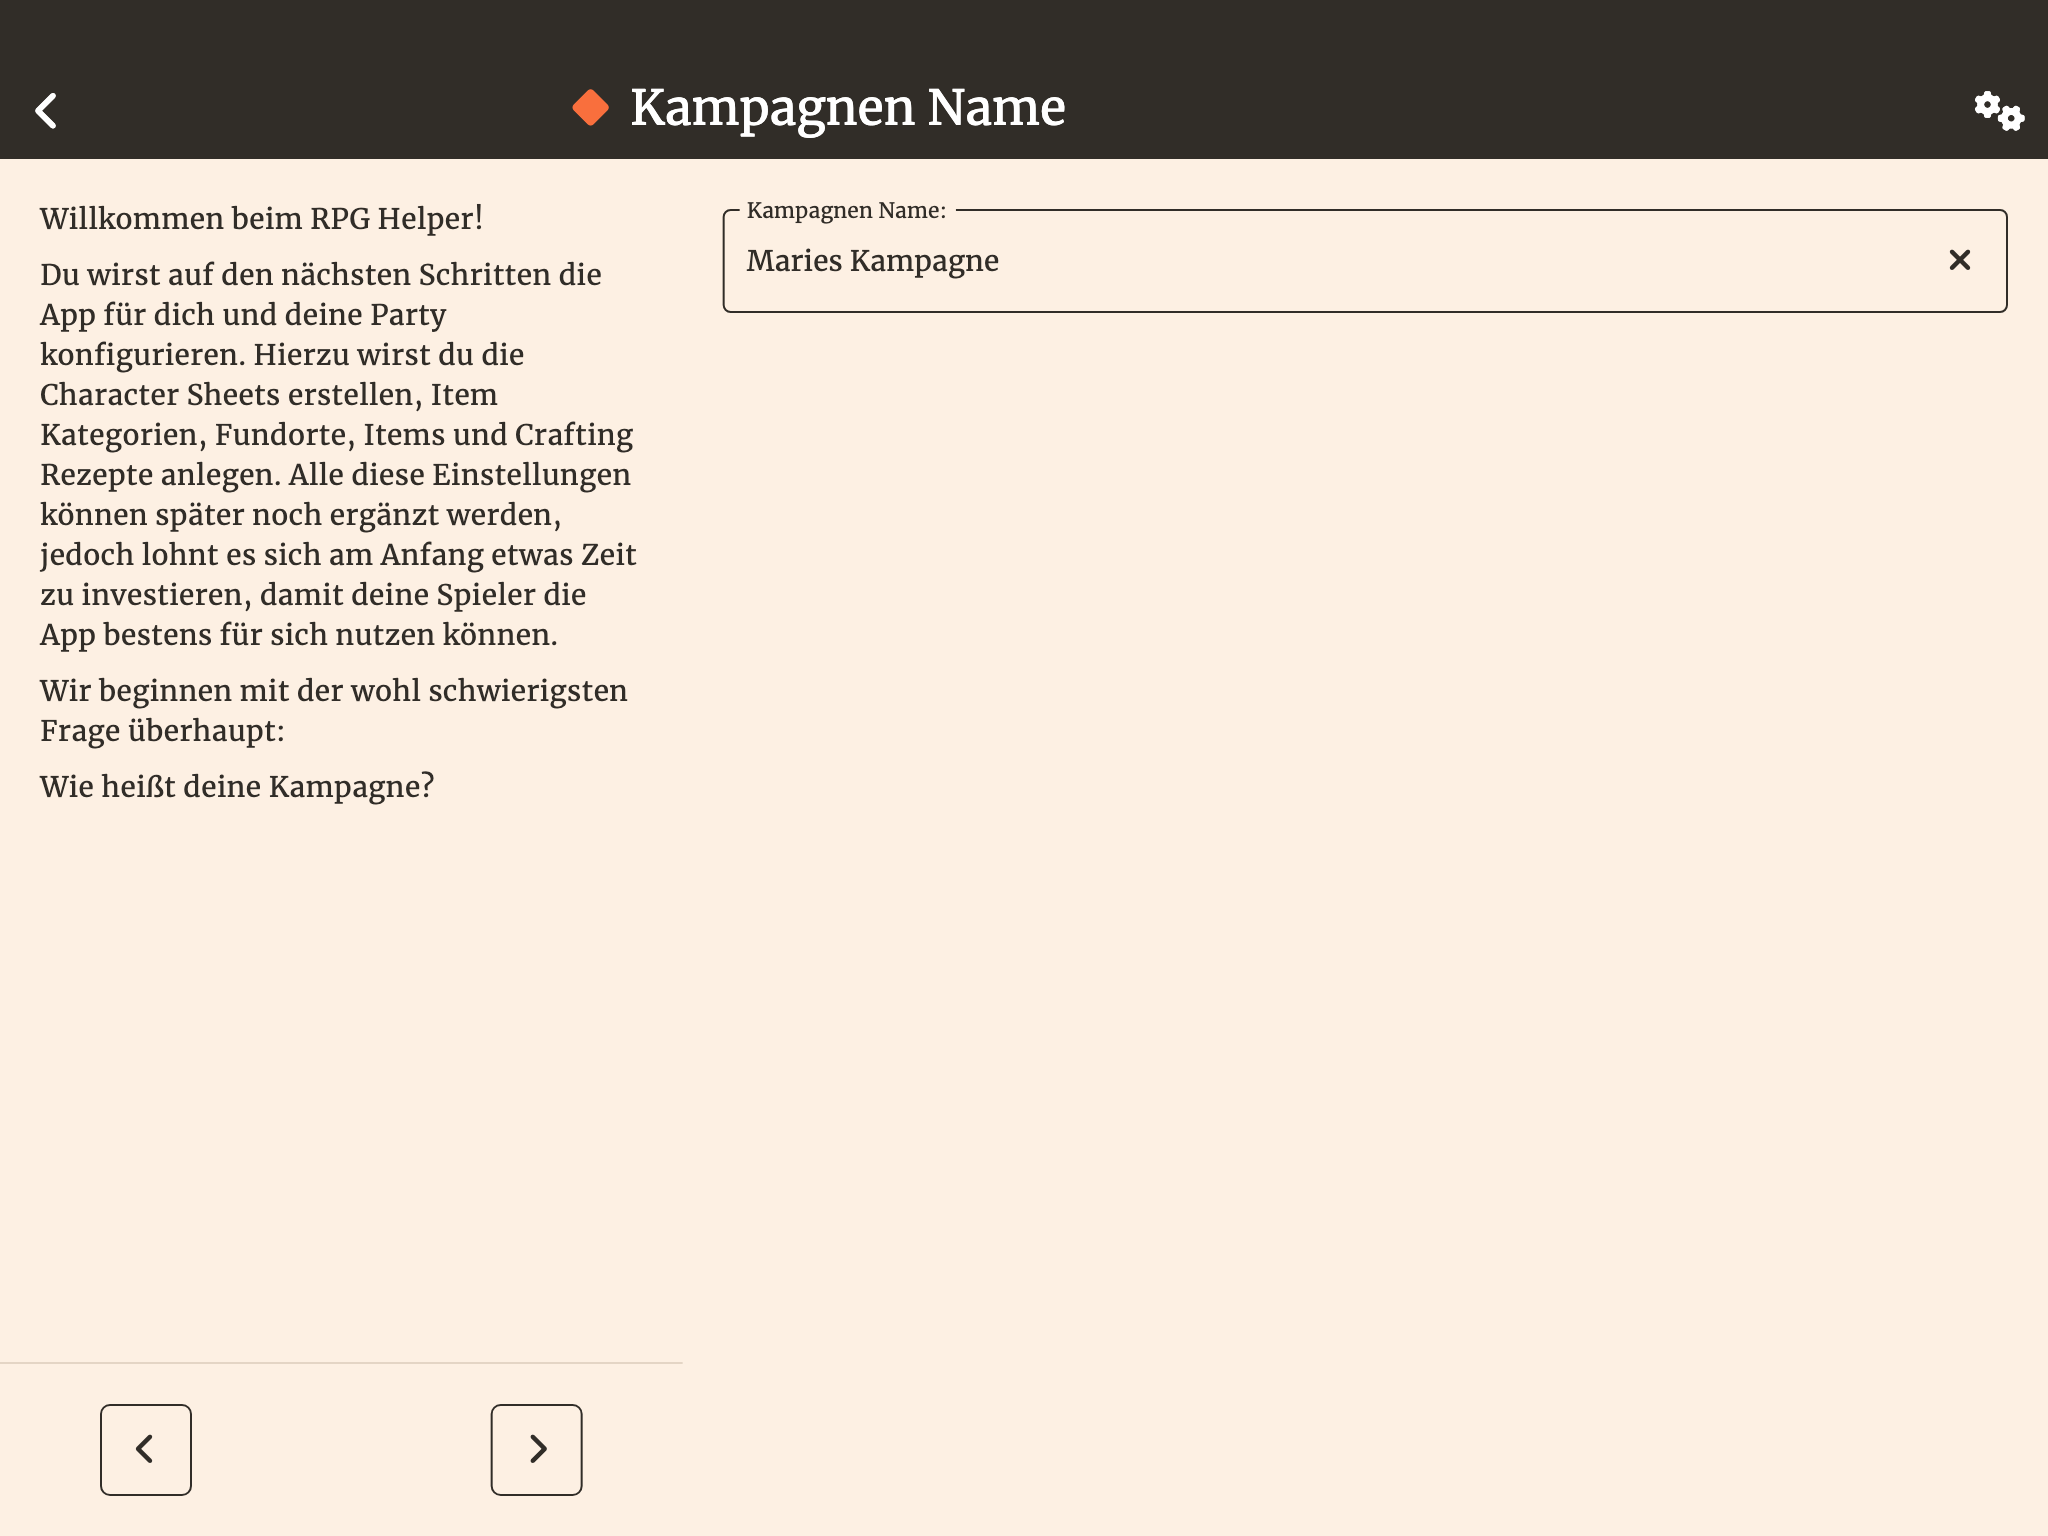 Kampagnen Name
Willkommen beim RPG Helper!
Du wirst auf den nächsten Schritten die
App für dich und deine Party
konfigurieren. Hierzu wirst du die
Character Sheets erstellen, Item
Kategorien, Fundorte, Items und Crafting
Rezepte anlegen. Alle diese Einstellungen
können später noch ergänzt werden,
jedoch lohnt es sich am Anfang etwas Zeit
zu investieren, damit deine Spieler die
App bestens für sich nutzen können.
Wir beginnen mit der wohl schwierigsten
Frage überhaupt:
Wie heißt deine Kampagne?
Kampagnen Name:
Maries Kampagne